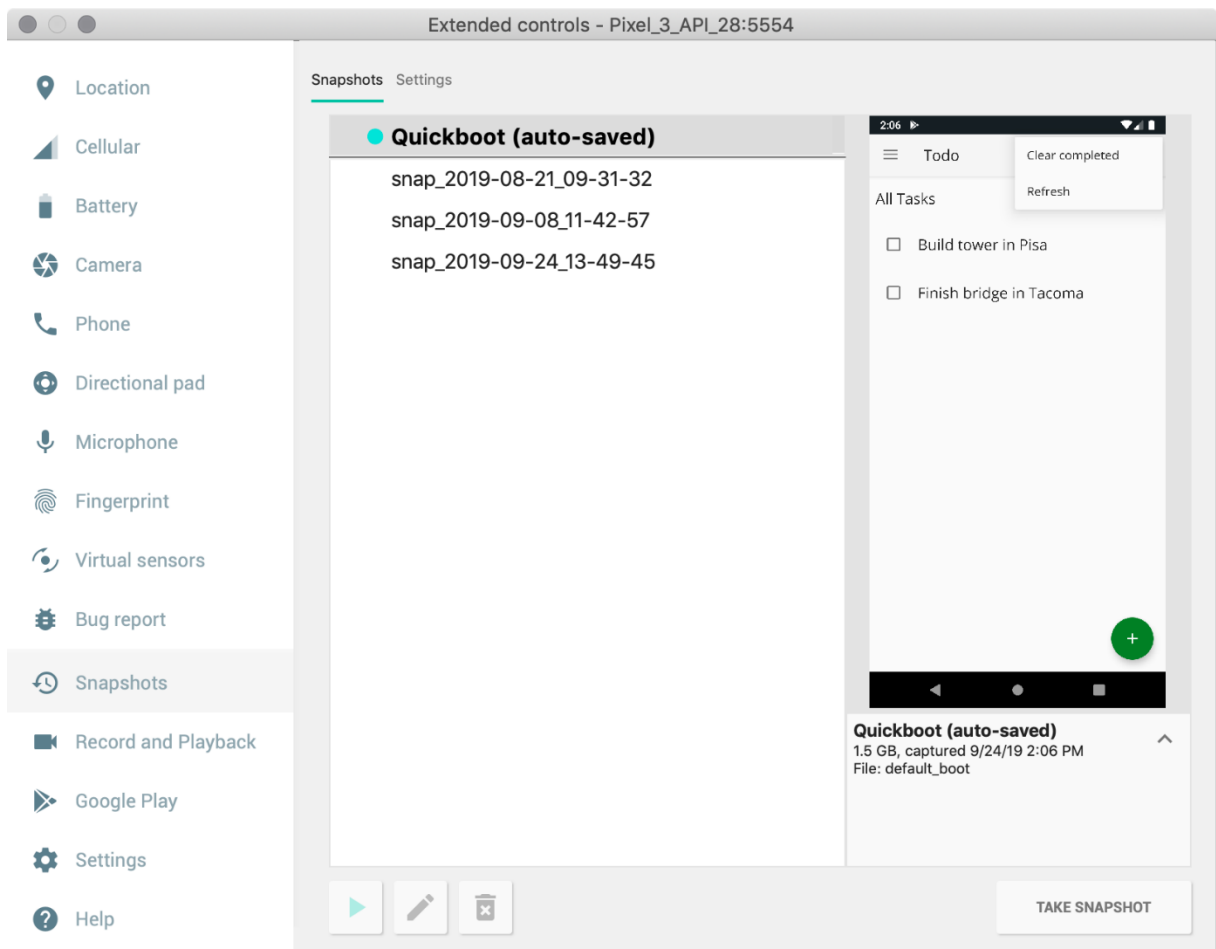 Extended controls - Pixel_3_API_28:5554
Location
Cellular
Battery
Camera
Phone
Directional pad
Microphone
Fingerprint
Virtual sensors
Bug report
Snapshots
Record and Playback
Google Play
Settings
Help
Snapshots Settings
Quickboot (auto-saved)
snap_2019-08-21_09-31-32
snap_2019-09-08_11-42-57
snap_2019-09-24_13-49-45
2:06
Todo
Clear completed
Refresh
All Tasks
Build tower in Pisa
Finish bridge in Tacoma
Quickboot (auto-saved)
1.5 GB, captured 9/24/19 2:06 PM
File: default_boot
TAKE SNAPSHOT